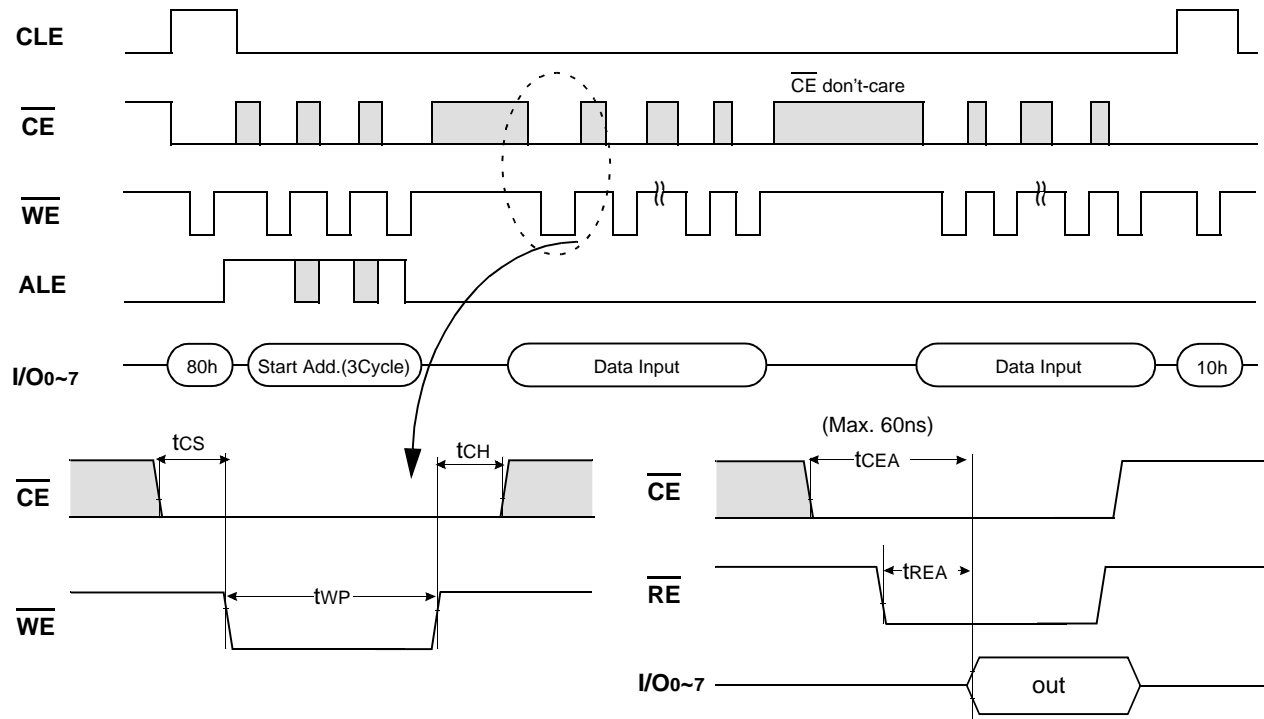 CLE
CE don't-care
CE
WE
ALE
I/O0~7 80h Start Add.(3Cycle) Data Input Data Input 10h
tCS tCH
CE
tWP
WE
(Max. 60ns)
tCEA
CE
tREA
RE
I/O0~7 out